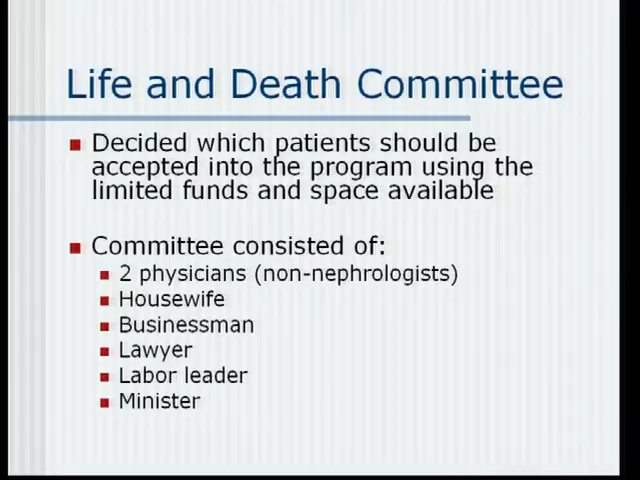 Life and Death Committee
Decided which patients should be
accepted into the program using the
limited funds and space available
Committee consisted of:
2 physicians (non-nephrologists)
Housewife
Businessman
Lawyer
Labor leader
Minister